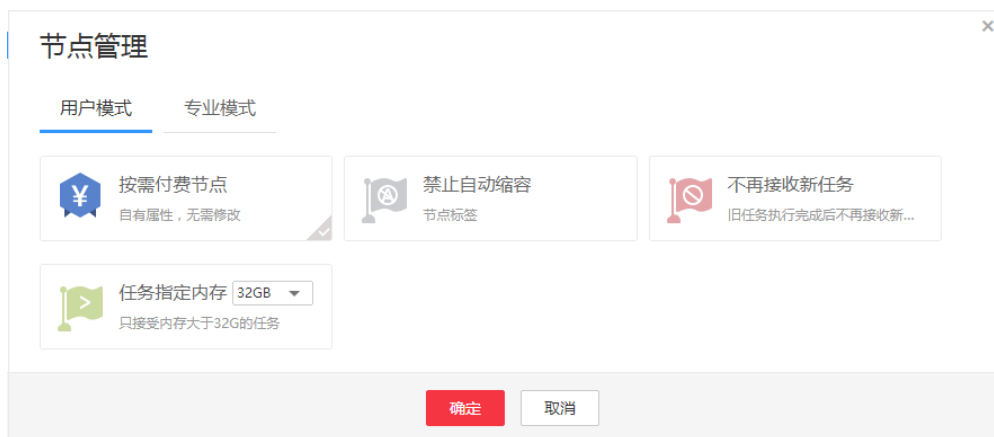 节点管理
用户模式 专业模式
按需付费节点
自有属性，无需修改
禁止自动缩容
节点标签
不再接收新任务
旧任务执行完成后不再接收新...
任务指定内存 32GB
只接受内存大于32G的任务
确定 取消